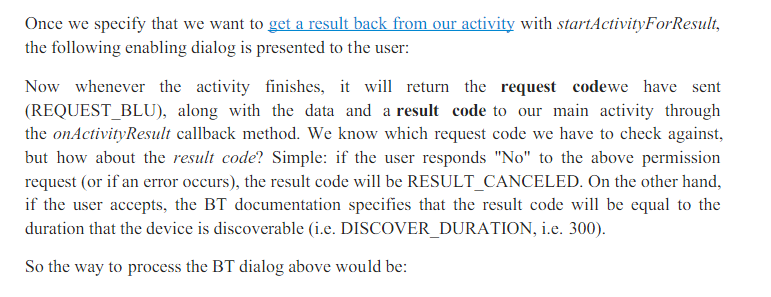 Once we specify that we want to get a result back from our activity with startActivityForResult,
the following enabling dialog is presented to the user:
Now whenever the activity finishes, it will return the request codewe have sent
(REQUEST_BLU), along with the data and a result code to our main activity through
the onActivityResult callback method. We know which request code we have to check against,
but how about the result code? Simple: if the user responds "No" to the above permission
request (or if an error occurs), the result code will be RESULT_CANCELED. On the other hand,
if the user accepts, the BT documentation specifies that the result code will be equal to the
duration that the device is discoverable (i.e. DISCOVER_DURATION, i.e. 300).
So the way to process the BT dialog above would be: